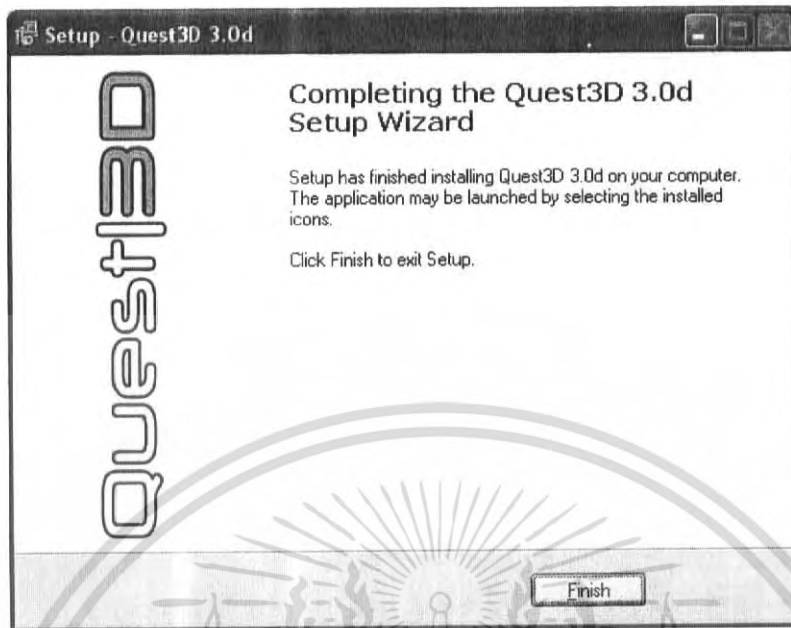 Setup - Quest3D 3.0d
Quest3D
Completing the Quest3D 3.0d
Setup Wizard
Setup has finished installing Quest3D 3.0d on your computer.
The application may be launched by selecting the installed
icons.
Click Finish to exit Setup.
Finish